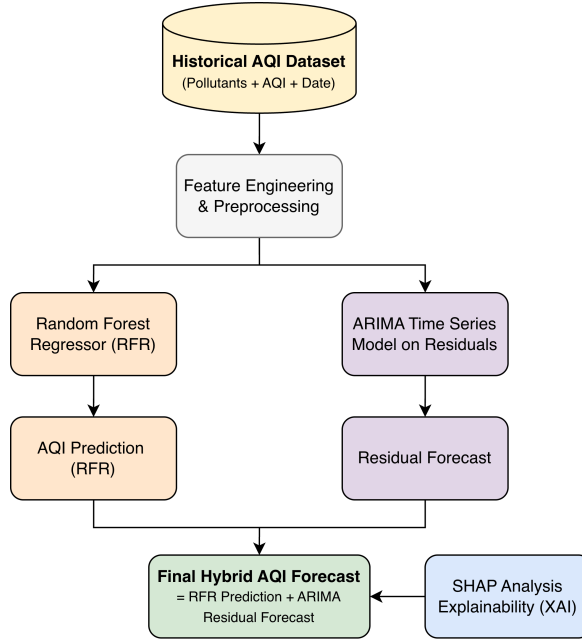 Historical AQI Dataset
(Pollutants + AQI + Date)
Feature Engineering
& Preprocessing
Random Forest
Regressor (RFR)
ARIMA Time Series
Model on Residuals
AQI Prediction
(RFR)
Residual Forecast
Final Hybrid AQI Forecast
= RFR Prediction + ARIMA
Residual Forecast
SHAP Analysis
Explainability (XAI)